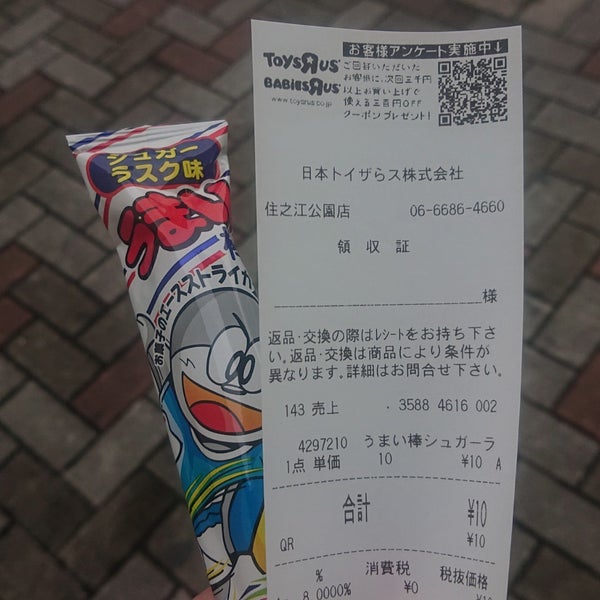 シュガー
ラスク味
うまい
お菓子のエースストライカ
TOYSЯUS
BABIESЯUS
www.toysrus.co.jp
お客様アンケート実施中↓
ご回答いただいた
お客様に、次回三千円
以上お買い上げで
使える三百円OFF
クーポンプレゼント!
日本トイザらス株式会社
住之江公園店 06-6686-4660
領 収 証
様
返品・交換の際はレシートをお持ち下さ
い。返品・交換は商品により条件が
異なります。詳細はお問合せ下さい。
143 売上 . 3588 4616 002
4297210 うまい棒シュガーラ
1点 単価 10 ¥10 A
合計 ¥10
QR ¥10
% 消費税 税抜価格
8.0000% ¥0